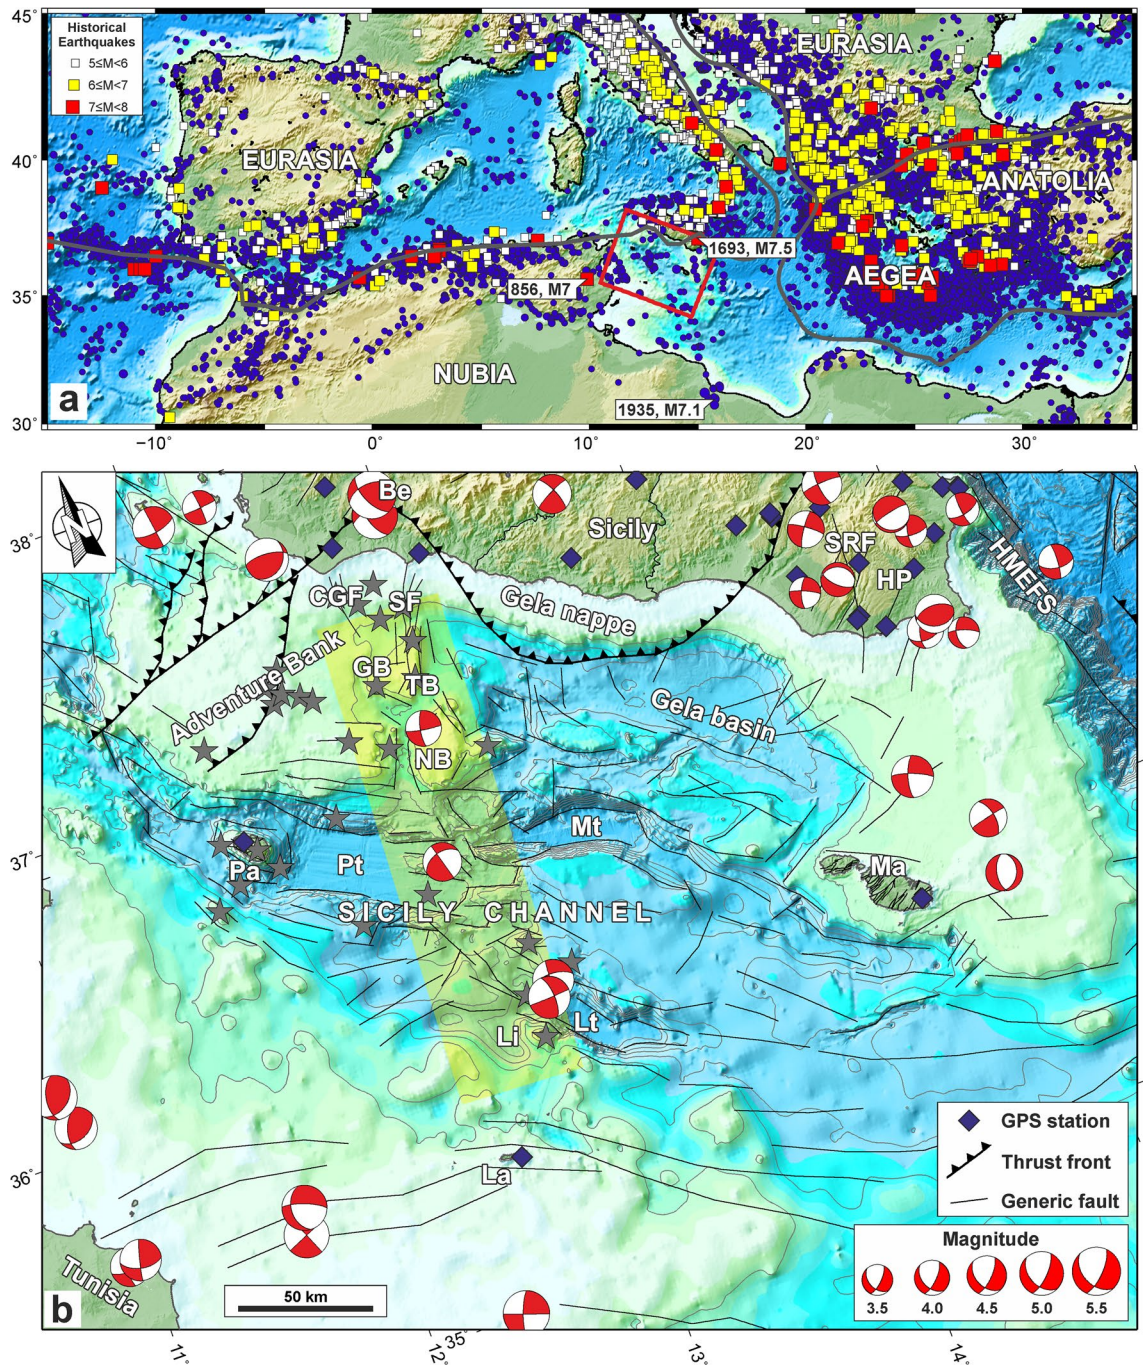 Historical
Earthquakes
5≤M<6
6≤M<7
7≤M<8
45°
40°
35°
30°
EURASIA
EURASIA
ANATOLIA
AEGEA
NUBIA
1693, M7.5
856, M7
1935, M7.1
a
−10°
0°
10°
20°
30°
N
Be
Sicily
SRF
HP
HMEFS
CGF
SF
Gela nappe
Adventure Bank
GB
TB
NB
Gela basin
Mt
Pa
Pt
Ma
SICILY CHANNEL
Li
Lt
La
Tunisia
38°
37°
36°
GPS station
Thrust front
Generic fault
Magnitude
3.5
4.0
4.5
5.0
5.5
50 km
b
11°
12°
35°
13°
14°